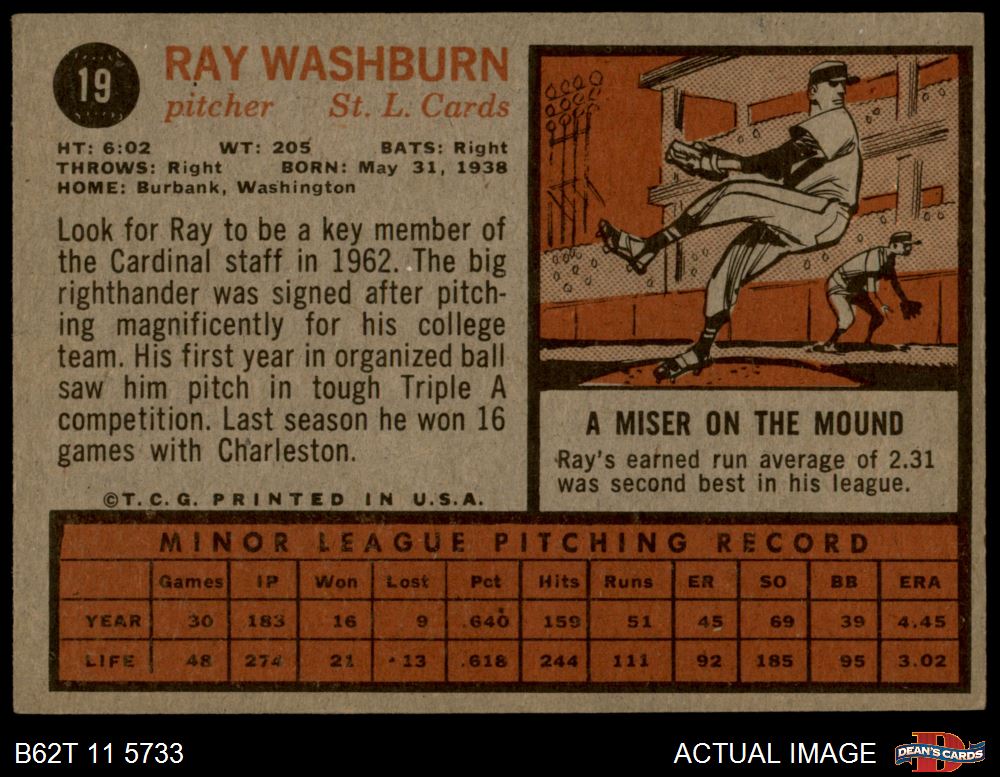 19
RAY WASHBURN
pitcher St. L. Cards
HT: 6:02 WT: 205 BATS: Right
THROWS: Right BORN: May 31, 1938
HOME: Burbank, Washington
Look for Ray to be a key member of
the Cardinal staff in 1962. The big
righthander was signed after pitch-
ing magnificently for his college
team. His first year in organized ball
saw him pitch in tough Triple A
competition. Last season he won 16
games with Charleston.
©T.C.G. PRINTED IN U.S.A.
A MISER ON THE MOUND
Ray's earned run average of 2.31
was second best in his league.
MINOR LEAGUE PITCHING RECORD
Games IP Won Lost Pct Hits Runs ER SO BB ERA
YEAR 30 183 16 9 .640 159 51 45 69 39 4.45
LIFE 48 274 21 13 .618 244 111 92 185 95 3.02
B62T 11 5733
ACTUAL IMAGE
D
DEAN'S CARDS